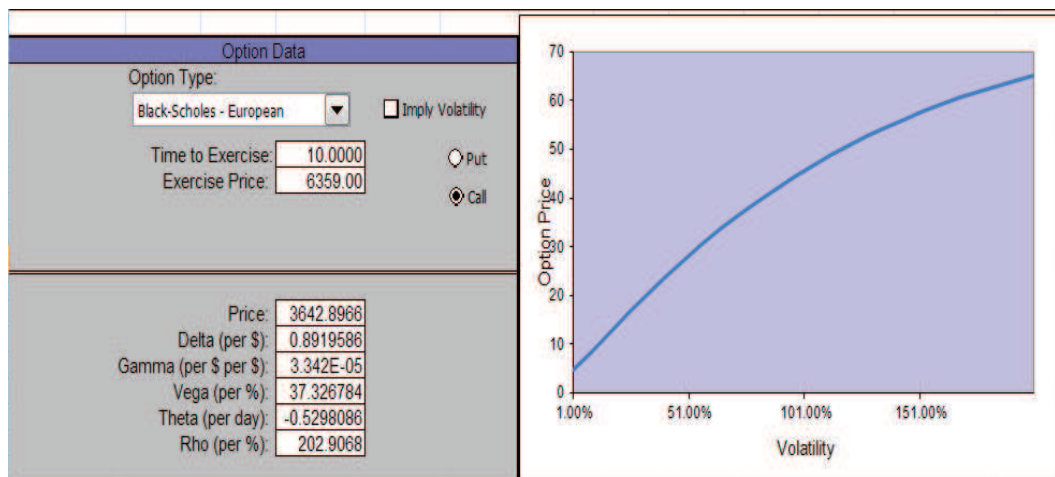 Option Data
Option Type:
Black-Scholes - European
Imply Volatility
Time to Exercise: 10.0000
Put
Exercise Price: 6359.00
Call
Price: 3642.8966
Delta (per $): 0.8919586
Gamma (per $ per $): 3.342E-05
Vega (per %): 37.326784
Theta (per day): -0.5298086
Rho (per %): 202.9068
Option Price
70
60
50
40
30
20
10
0
1.00% 51.00% 101.00% 151.00%
Volatility